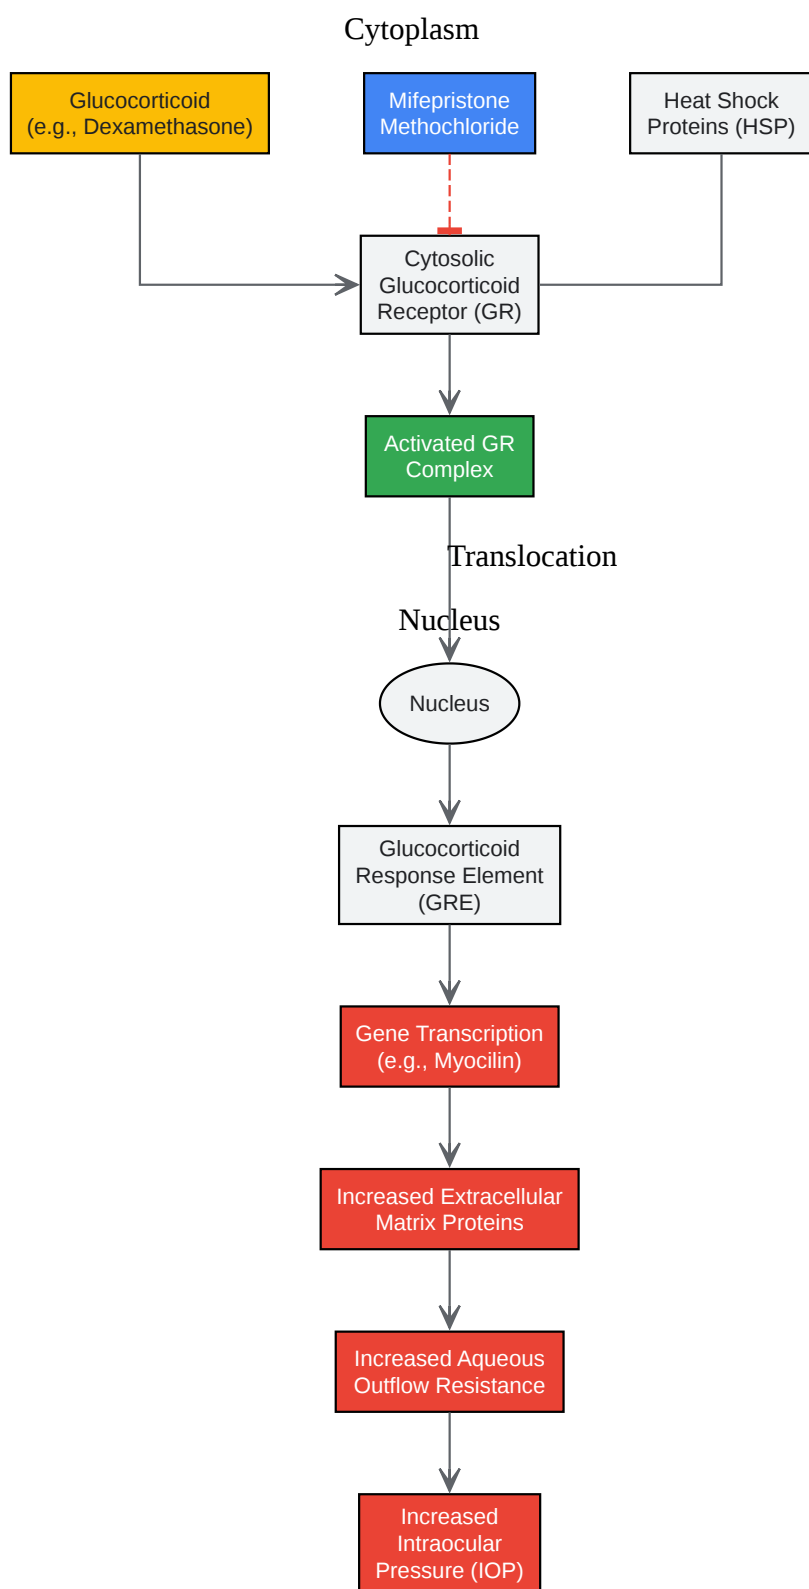 Cytoplasm
Glucocorticoid
(e.g., Dexamethasone)
Mifepristone
Methochloride
Heat Shock
Proteins (HSP)
Cytosolic
Glucocorticoid
Receptor (GR)
Activated GR
Complex
Translocation
Nucleus
Nucleus
Glucocorticoid
Response Element
(GRE)
Gene Transcription
(e.g., Myocilin)
Increased Extracellular
Matrix Proteins
Increased Aqueous
Outflow Resistance
Increased
Intraocular
Pressure (IOP)